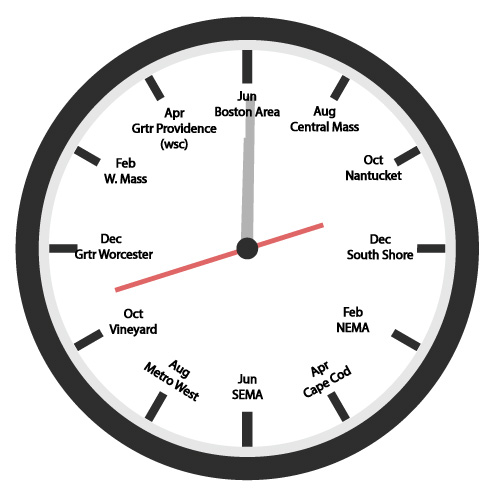 Jun
Boston Area
Aug
Central Mass
Oct
Nantucket
Dec
South Shore
Feb
NEMA
Apr
Cape Cod
Jun
SEMA
Aug
Metro West
Oct
Vineyard
Dec
Grtr Worcester
Feb
W. Mass
Apr
Grtr Providence
(wsc)